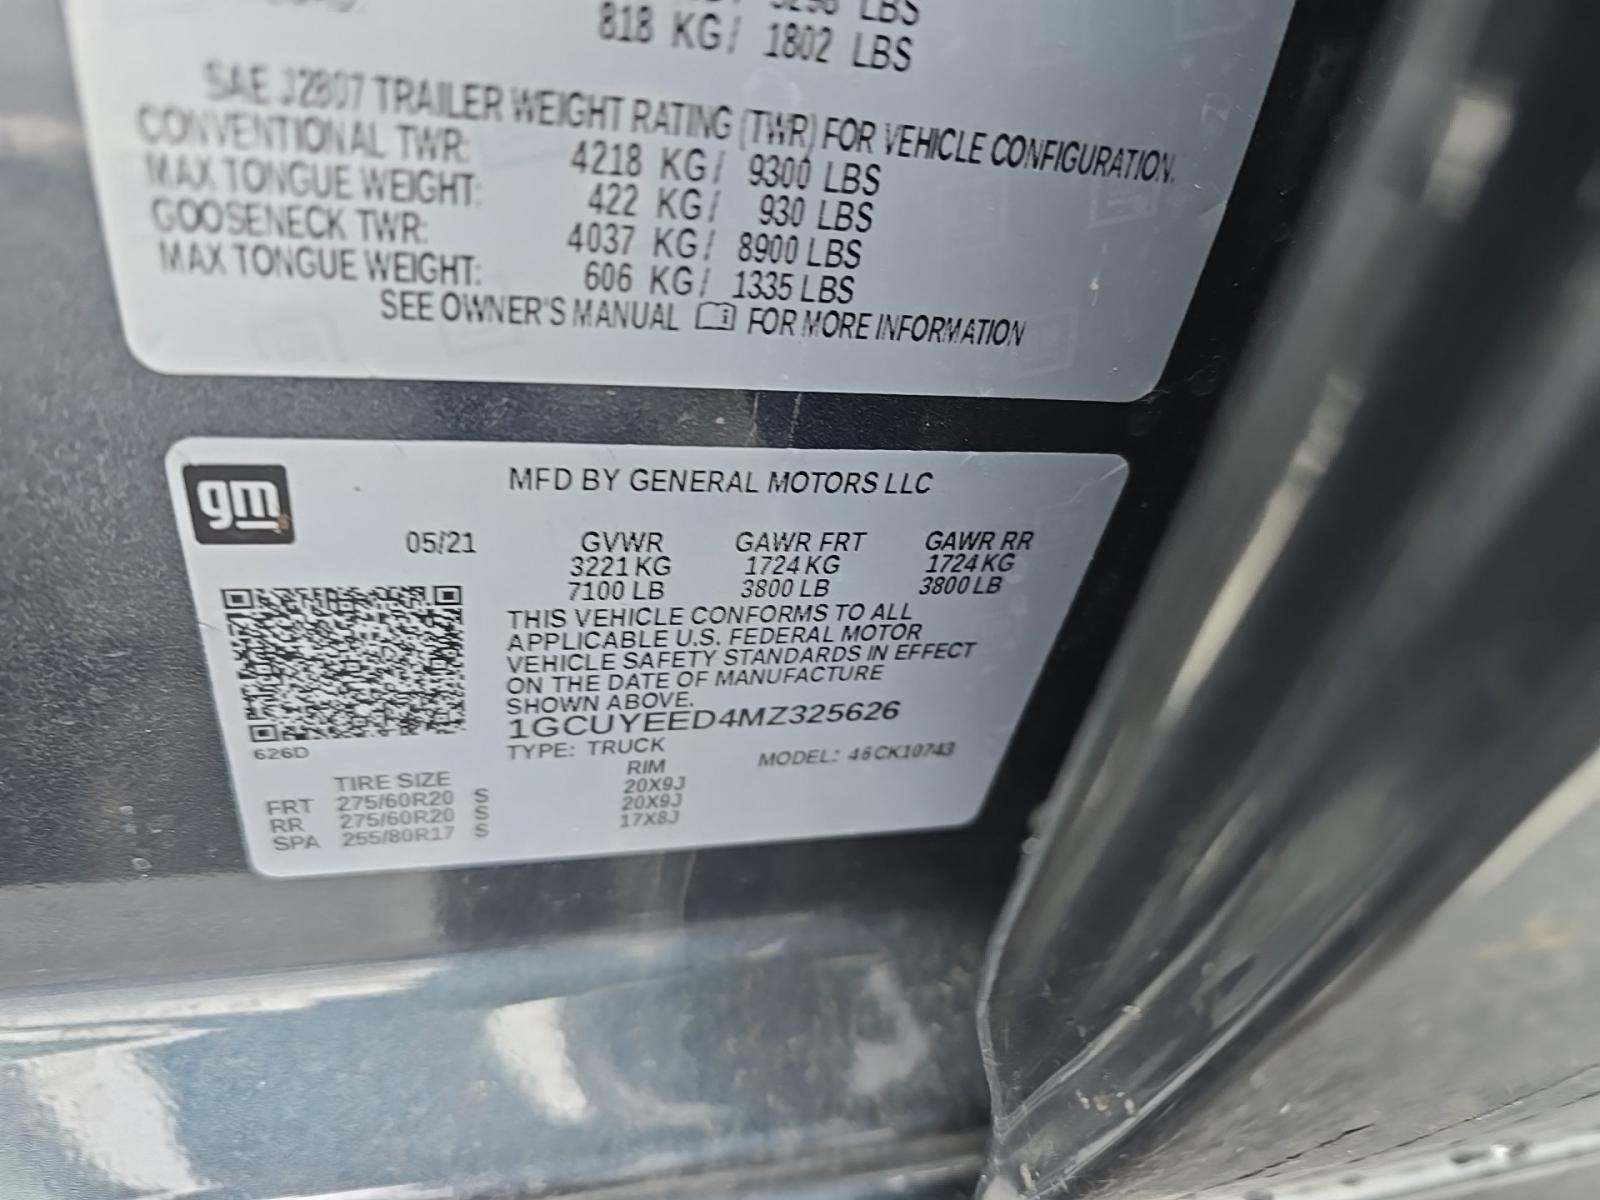 LBS
818 KG/ 1802 LBS
SAE J2807 TRAILER WEIGHT RATING (TWR) FOR VEHICLE CONFIGURATION.
CONVENTIONAL TWR: 4218 KG/ 9300 LBS
MAX TONGUE WEIGHT: 422 KG/ 930 LBS
GOOSENECK TWR: 4037 KG/ 8900 LBS
MAX TONGUE WEIGHT: 606 KG/ 1335 LBS
SEE OWNER'S MANUAL FOR MORE INFORMATION
gm
MFD BY GENERAL MOTORS LLC
05/21 GVWR GAWR FRT GAWR RR
3221 KG 1724 KG 1724 KG
7100 LB 3800 LB 3800 LB
THIS VEHICLE CONFORMS TO ALL
APPLICABLE U.S. FEDERAL MOTOR
VEHICLE SAFETY STANDARDS IN EFFECT
ON THE DATE OF MANUFACTURE
SHOWN ABOVE.
1GCUYEED4MZ325626
626D
TYPE: TRUCK MODEL: 46CK10743
TIRE SIZE RIM
FRT 275/60R20 S 20X9J
RR 275/60R20 S 20X9J
SPA 255/80R17 S 17X8J